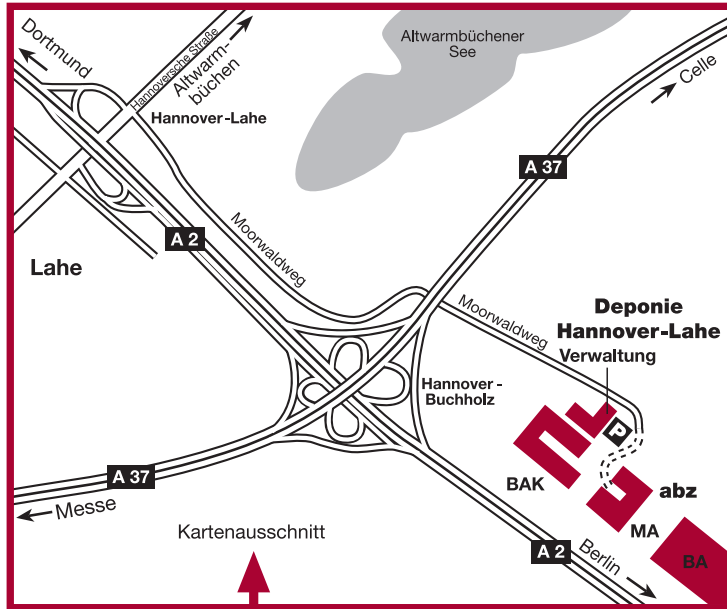 Dortmund
Hannoversche Straße
Altwarm-
büchen
Hannover-Lahe
Altwarmbüchener
See
Celle
A 37
A 2
Lahe
Moorwaldweg
Moorwaldweg
Deponie
Hannover-Lahe
Verwaltung
Hannover-
Buchholz
P
BAK
abz
MA
BA
A 37
Messe
Kartenausschnitt
A 2
Berlin